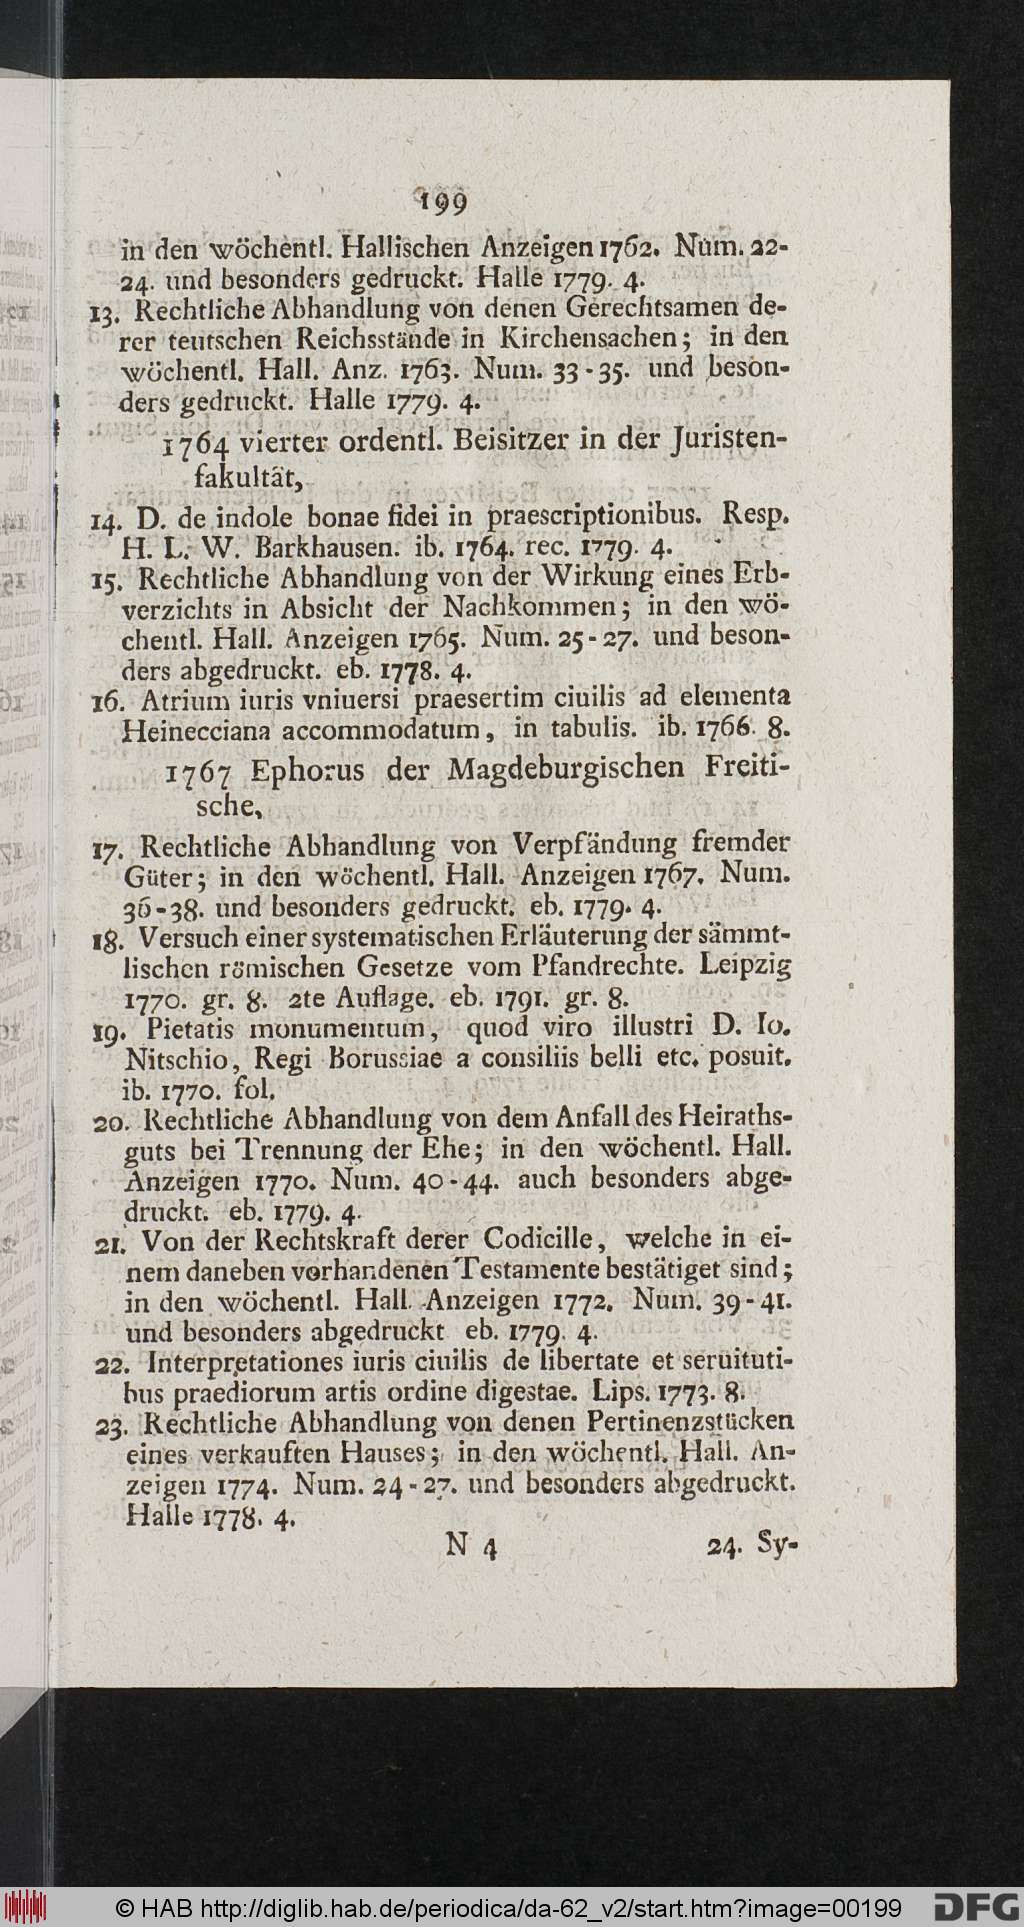 199
in den wöchentl. Hallischen Anzeigen 1762. Num. 22-
24. und besonders gedruckt. Halle 1779. 4.
13. Rechtliche Abhandlung von denen Gerechtsamen de-
rer teutschen Reichsstände in Kirchensachen; in den
wöchentl. Hall. Anz. 1763. Num. 33-35. und beson-
ders gedruckt. Halle 1779. 4.
1764 vierter ordentl. Beisitzer in der Juristen-
fakultät,
14. D. de indole bonae fidei in praescriptionibus. Resp.
H. L. W. Barkhausen. ib. 1764. rec. 1779. 4.
15. Rechtliche Abhandlung von der Wirkung eines Erb-
verzichts in Absicht der Nachkommen; in den wö-
chentl. Hall. Anzeigen 1765. Num. 25-27. und beson-
ders abgedruckt. eb. 1778. 4.
16. Atrium iuris vniuersi praesertim ciuilis ad elementa
Heinecciana accommodatum, in tabulis. ib. 1766. 8.
1767 Ephorus der Magdeburgischen Freiti-
sche,
17. Rechtliche Abhandlung von Verpfändung fremder
Güter; in den wöchentl. Hall. Anzeigen 1767. Num.
36-38. und besonders gedruckt. eb. 1779. 4.
18. Versuch einer systematischen Erläuterung der sämmt-
lischen römischen Gesetze vom Pfandrechte. Leipzig
1770. gr. 8. 2te Auflage. eb. 1791. gr. 8.
19. Pietatis monumentum, quod viro illustri D. Io.
Nitschio, Regi Borussiae a consiliis belli etc. posuit.
ib. 1770. fol.
20. Rechtliche Abhandlung von dem Anfall des Heiraths-
guts bei Trennung der Ehe; in den wöchentl. Hall.
Anzeigen 1770. Num. 40-44. auch besonders abge-
druckt. eb. 1779. 4.
21. Von der Rechtskraft derer Codicille, welche in ei-
nem daneben vorhandenen Testamente bestätiget sind;
in den wöchentl. Hall. Anzeigen 1772. Num. 39-41.
und besonders abgedruckt eb. 1779. 4.
22. Interpretationes iuris ciuilis de libertate et seruituti-
bus praediorum artis ordine digestae. Lips. 1773. 8.
23. Rechtliche Abhandlung von denen Pertinenzstücken
eines verkauften Hauses; in den wöchentl. Hall. An-
zeigen 1774. Num. 24-27. und besonders abgedruckt.
Halle 1778. 4.
N 4 24. Sy-
© HAB http://diglib.hab.de/periodica/da-62_v2/start.htm?image=00199 DFG